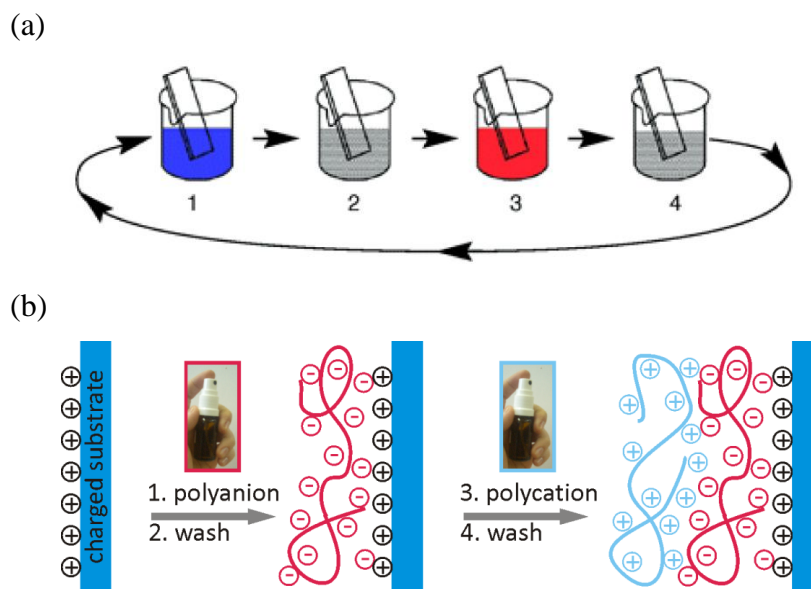 (a)
1
2
3
4
(b)
charged substrate
1. polyanion
2. wash
3. polycation
4. wash